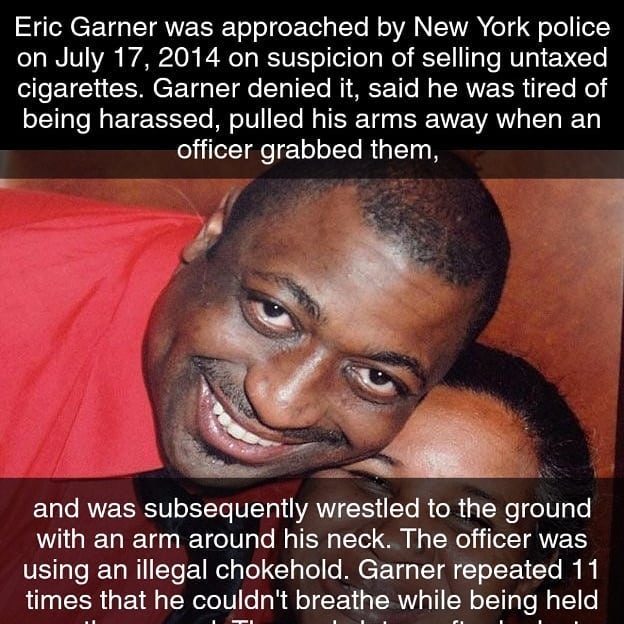 Eric Garner was approached by New York police
on July 17, 2014 on suspicion of selling untaxed
cigarettes. Garner denied it, said he was tired of
being harassed, pulled his arms away when an
officer grabbed them,
and was subsequently wrestled to the ground
with an arm around his neck. The officer was
using an illegal chokehold. Garner repeated 11
times that he couldn't breathe while being held